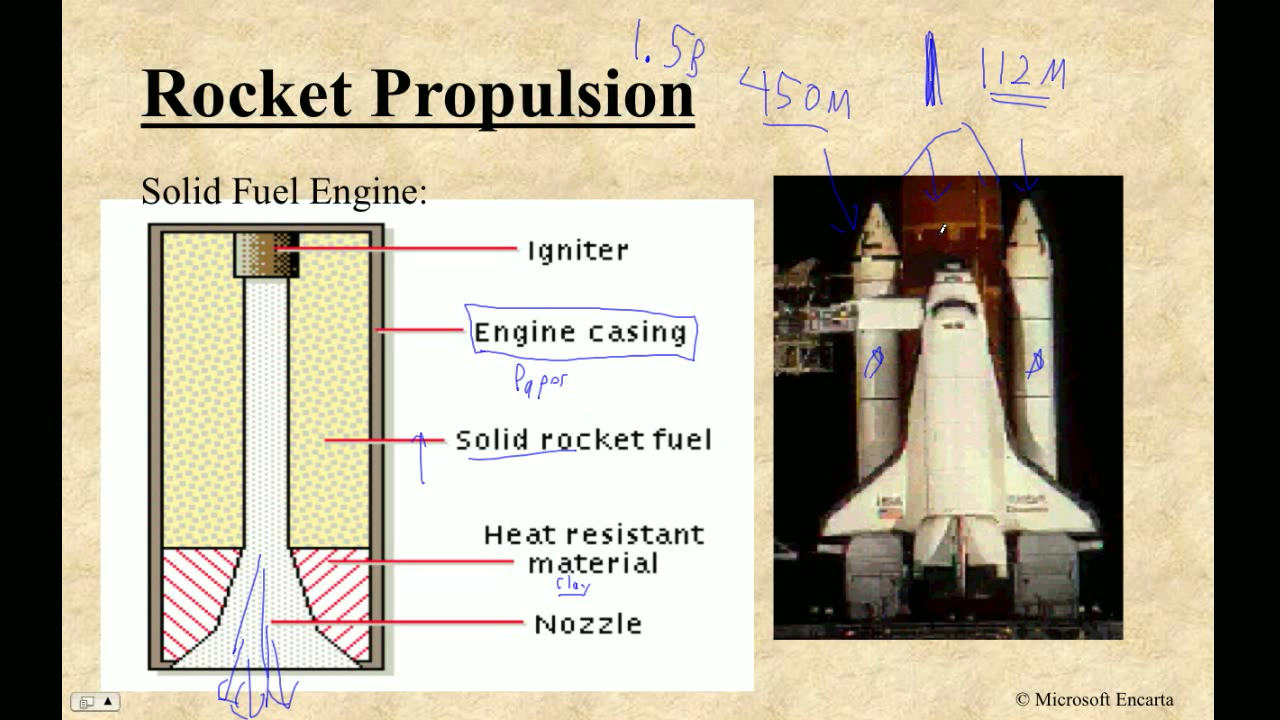 1.5B
450M
112M
Rocket Propulsion
Solid Fuel Engine:
Igniter
Engine casing
Paper
Solid rocket fuel
Heat resistant
material
Clay
Nozzle
© Microsoft Encarta